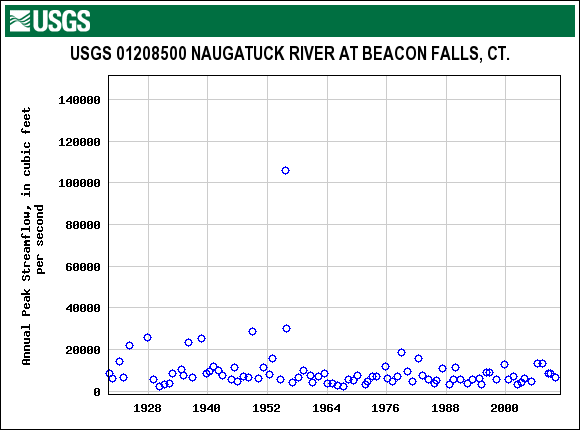 USGS
USGS 01208500 NAUGATUCK RIVER AT BEACON FALLS, CT.
Annual Peak Streamflow, in cubic feet
per second
140000
120000
100000
80000
60000
40000
20000
0
1928 1940 1952 1964 1976 1988 2000